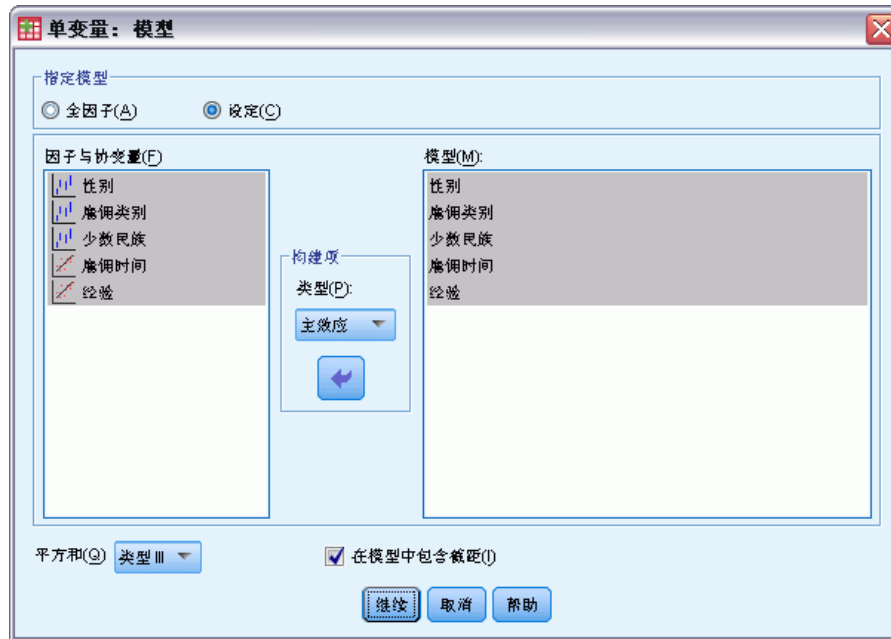 单变量：模型
指定模型
全因子(A)
设定(C)
因子与协变量(F)
性别
雇佣类别
少数民族
雇佣时间
经验
构建项
类型(P):
主效应
模型(M):
性别
雇佣类别
少数民族
雇佣时间
经验
平方和(Q)
类型 III
在模型中包含截距(I)
继续
取消
帮助